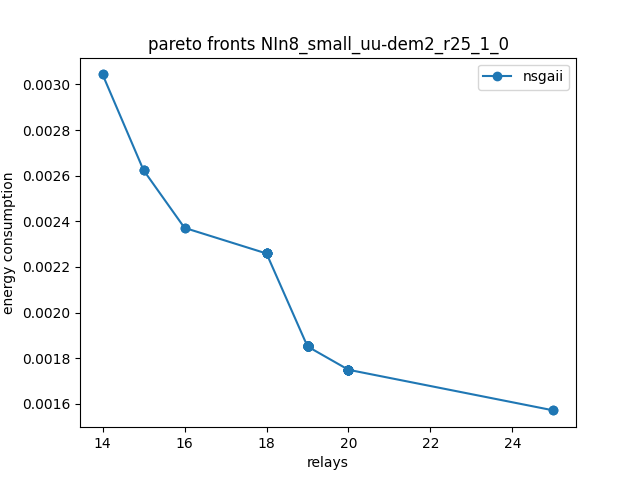 pareto fronts NIn8_small_uu-dem2_r25_1_0
nsgaii
energy consumption
0.0030
0.0028
0.0026
0.0024
0.0022
0.0020
0.0018
0.0016
14 16 18 20 22 24
relays